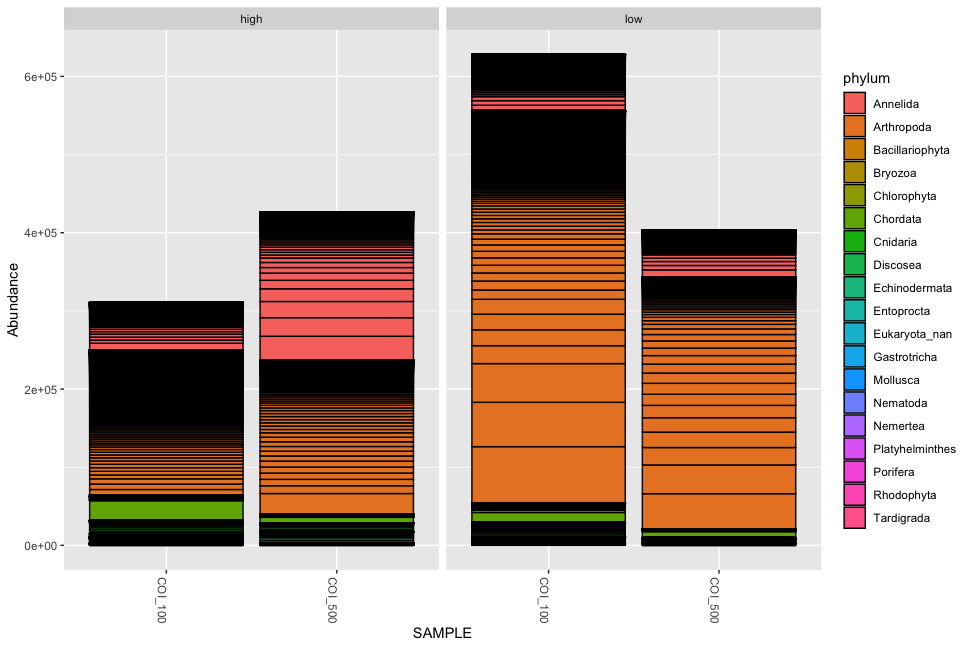 high
low
6e+05
4e+05
2e+05
0e+00
Abundance
COI_100
COI_500
COI_100
COI_500
SAMPLE
phylum
Annelida
Arthropoda
Bacillariophyta
Bryozoa
Chlorophyta
Chordata
Cnidaria
Discosea
Echinodermata
Entoprocta
Eukaryota_nan
Gastrotricha
Mollusca
Nematoda
Nemertea
Platyhelminthes
Porifera
Rhodophyta
Tardigrada